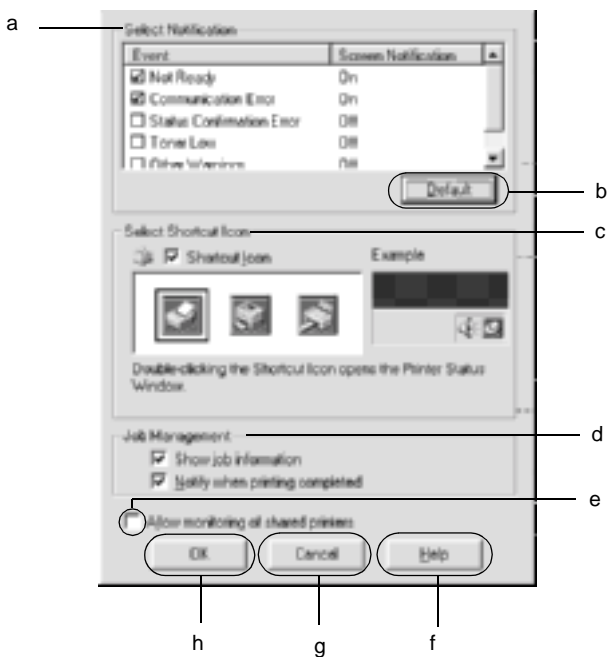 a
Select Notification
Event Screen Notification
Not Ready On
Communication Error On
Status Confirmation Error Off
Toner Low Off
Other Warnings Off
Default
b
Select Shortcut Icon
c
Shortcut Icon Example
Double-clicking the Shortcut Icon opens the Printer Status
Window.
Job Management
d
Show job information
Notify when printing completed
e
Allow monitoring of shared printers
OK Cancel Help
h g f